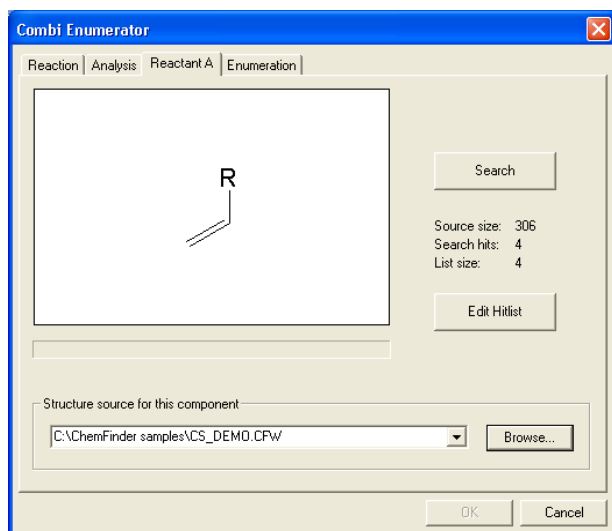 Combi Enumerator
Reaction Analysis Reactant A Enumeration
R
Search
Source size: 306
Search hits: 4
List size: 4
Edit Hitlist
Structure source for this component
C:\ChemFinder samples\CS_DEMO.CFW Browse...
OK Cancel